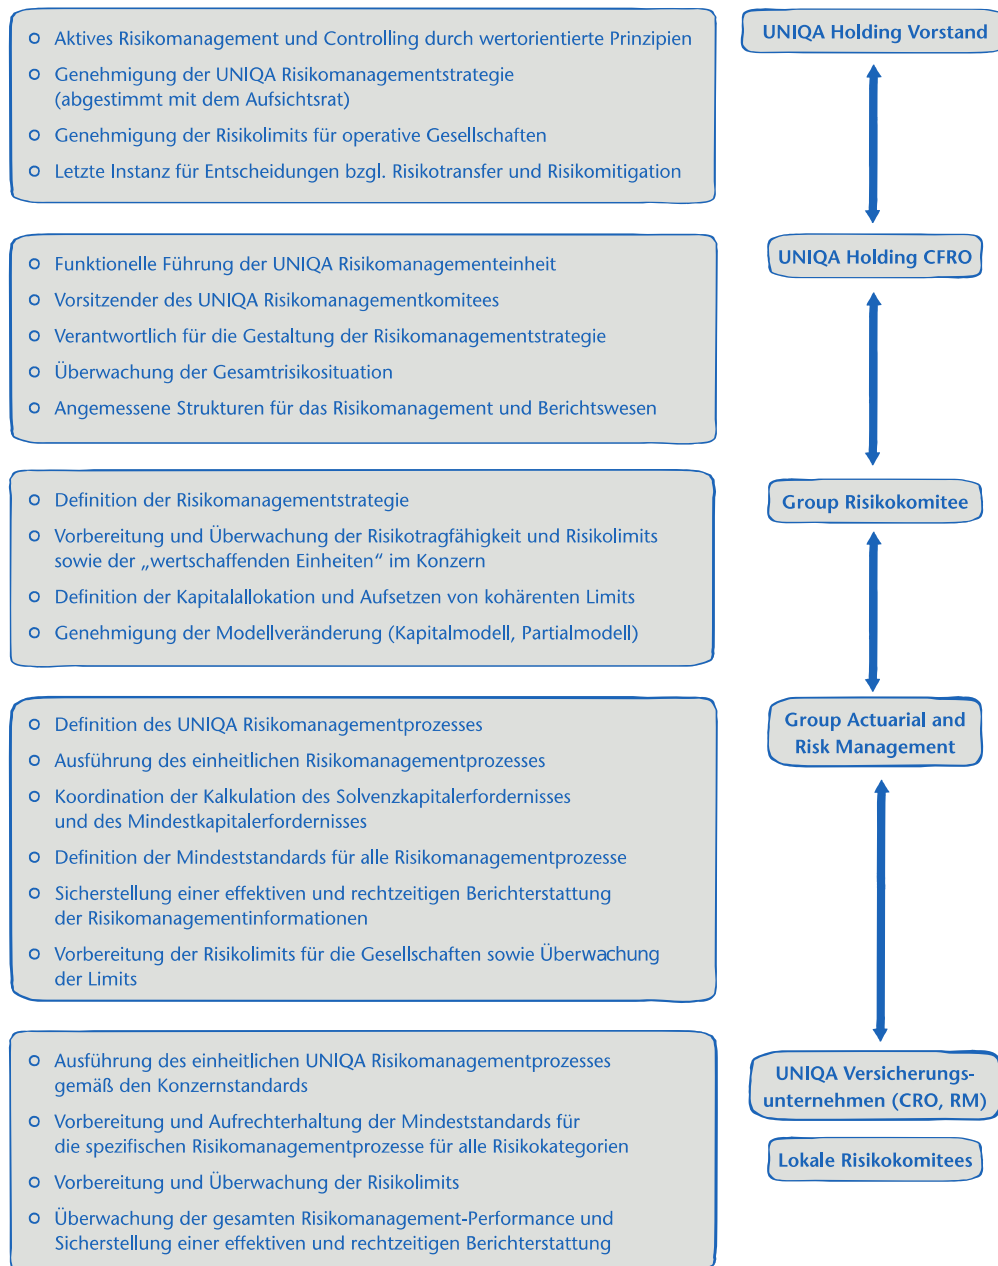 Aktives Risikomanagement und Controlling durch wertorientierte Prinzipien
Genehmigung der UNIQA Risikomanagementstrategie
(abgestimmt mit dem Aufsichtsrat)
Genehmigung der Risikolimits für operative Gesellschaften
Letzte Instanz für Entscheidungen bzgl. Risikotransfer und Risikomitigation
UNIQA Holding Vorstand
Funktionelle Führung der UNIQA Risikomanagementeinheit
Vorsitzender des UNIQA Risikomanagementkomitees
Verantwortlich für die Gestaltung der Risikomanagementstrategie
Überwachung der Gesamtrisikosituation
Angemessene Strukturen für das Risikomanagement und Berichtswesen
UNIQA Holding CFRO
Definition der Risikomanagementstrategie
Vorbereitung und Überwachung der Risikotragfähigkeit und Risikolimits
sowie der „wertschaffenden Einheiten“ im Konzern
Definition der Kapitalallokation und Aufsetzen von kohärenten Limits
Genehmigung der Modellveränderung (Kapitalmodell, Partialmodell)
Group Risikokomitee
Definition des UNIQA Risikomanagementprozesses
Ausführung des einheitlichen Risikomanagementprozesses
Koordination der Kalkulation des Solvenzkapitalerfordernisses
und des Mindestkapitalerfordernisses
Definition der Mindeststandards für alle Risikomanagementprozesse
Sicherstellung einer effektiven und rechtzeitigen Berichterstattung
der Risikomanagementinformationen
Vorbereitung der Risikolimits für die Gesellschaften sowie Überwachung
der Limits
Group Actuarial and
Risk Management
Ausführung des einheitlichen UNIQA Risikomanagementprozesses
gemäß den Konzernstandards
Vorbereitung und Aufrechterhaltung der Mindeststandards für
die spezifischen Risikomanagementprozesse für alle Risikokategorien
Vorbereitung und Überwachung der Risikolimits
Überwachung der gesamten Risikomanagement-Performance und
Sicherstellung einer effektiven und rechtzeitigen Berichterstattung
UNIQA Versicherungs-
unternehmen (CRO, RM)
Lokale Risikokomitees